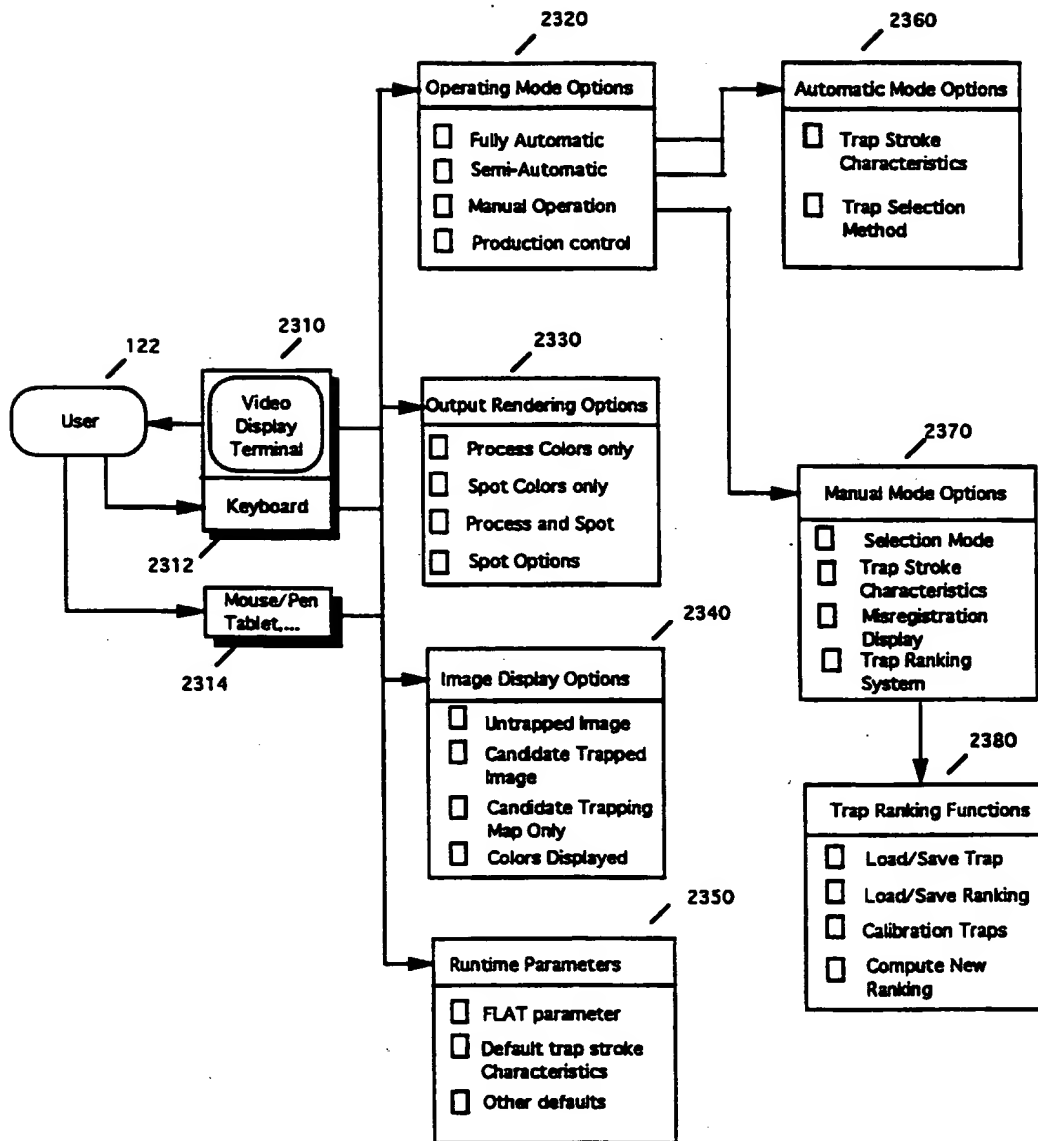 2320
2360
Operating Mode Options
Fully Automatic
Semi-Automatic
Manual Operation
Production control
Automatic Mode Options
Trap Stroke
Characteristics
Trap Selection
Method
122
User
2310
Video
Display
Terminal
Keyboard
2312
Mouse/Pen
Tablet,...
2314
2330
Output Rendering Options
Process Colors only
Spot Colors only
Process and Spot
Spot Options
2370
Manual Mode Options
Selection Mode
Trap Stroke
Characteristics
Misregistration
Display
Trap Ranking
System
2340
Image Display Options
Untrapped Image
Candidate Trapped
Image
Candidate Trapping
Map Only
Colors Displayed
2380
Trap Ranking Functions
Load/Save Trap
Load/Save Ranking
Calibration Traps
Compute New
Ranking
2350
Runtime Parameters
FLAT parameter
Default trap stroke
Characteristics
Other defaults